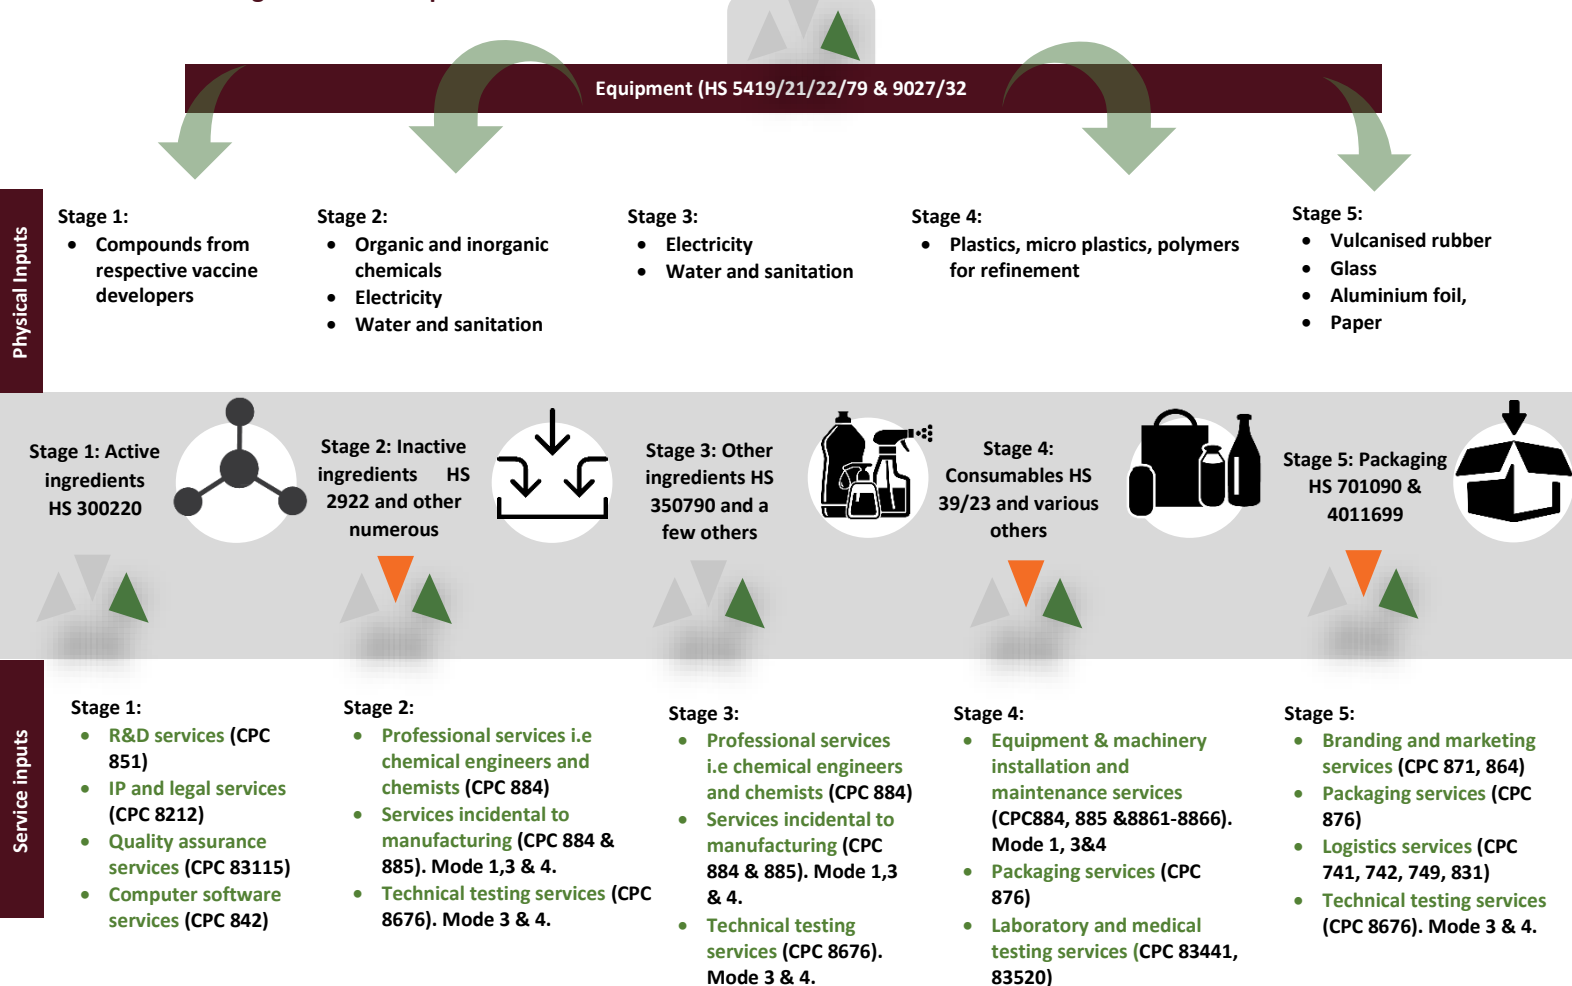 Equipment (HS 5419/21/22/79 & 9027/32
Physical Inputs
Stage 1:
• Compounds from
respective vaccine
developers
Stage 2:
• Organic and inorganic
chemicals
• Electricity
• Water and sanitation
Stage 3:
• Electricity
• Water and sanitation
Stage 4:
• Plastics, micro plastics, polymers
for refinement
Stage 5:
• Vulcanised rubber
• Glass
• Aluminium foil,
• Paper
Stage 1: Active
ingredients
HS 300220
Stage 2: Inactive
ingredients HS
2922 and other
numerous
Stage 3: Other
ingredients HS
350790 and a
few others
Stage 4:
Consumables HS
39/23 and various
others
Stage 5: Packaging
HS 701090 &
4011699
Service inputs
Stage 1:
• R&D services (CPC
851)
• IP and legal services
(CPC 8212)
• Quality assurance
services (CPC 83115)
• Computer software
services (CPC 842)
Stage 2:
• Professional services i.e
chemical engineers and
chemists (CPC 884)
• Services incidental to
manufacturing (CPC 884 &
885). Mode 1,3 & 4.
• Technical testing services (CPC
8676). Mode 3 & 4.
Stage 3:
• Professional services
i.e chemical engineers
and chemists (CPC 884)
• Services incidental to
manufacturing (CPC
884 & 885). Mode 1,3
& 4.
• Technical testing
services (CPC 8676).
Mode 3 & 4.
Stage 4:
• Equipment & machinery
installation and
maintenance services
(CPC884, 885 &8861-8866).
Mode 1, 3&4
• Packaging services (CPC
876)
• Laboratory and medical
testing services (CPC 83441,
83520)
Stage 5:
• Branding and marketing
services (CPC 871, 864)
• Packaging services (CPC
876)
• Logistics services (CPC
741, 742, 749, 831)
• Technical testing services
(CPC 8676). Mode 3 & 4.